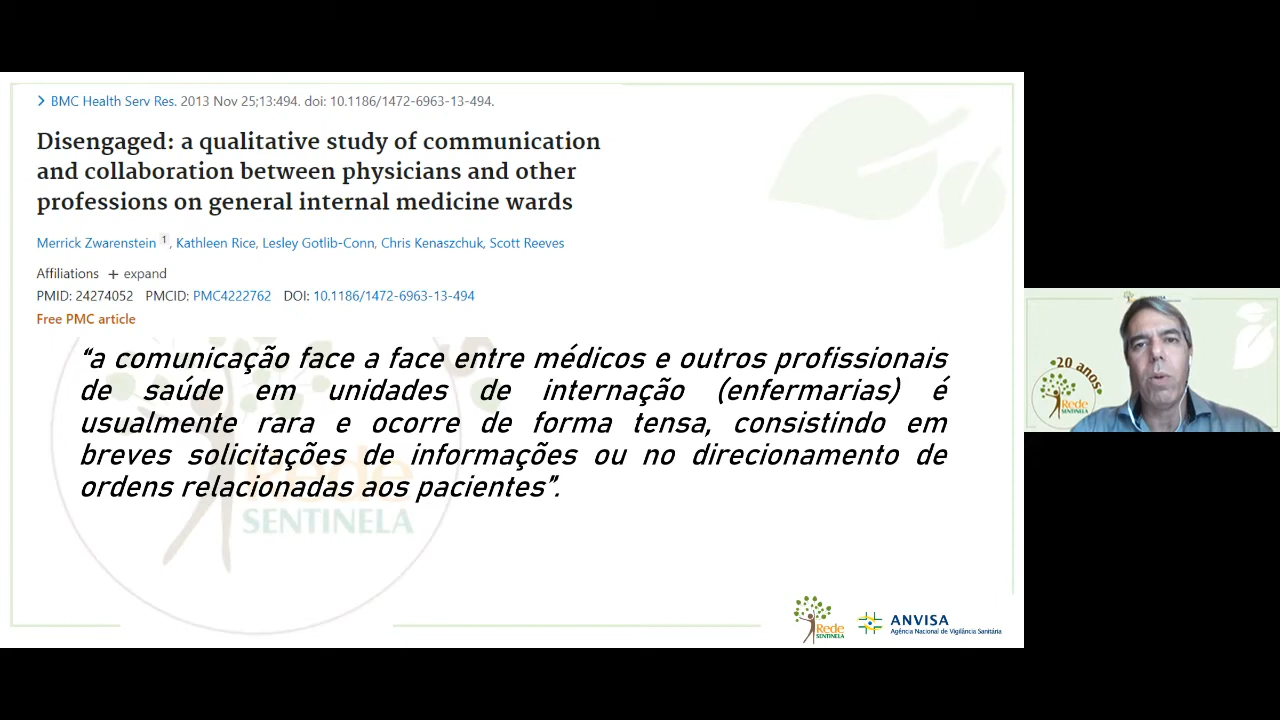 BMC Health Serv Res. 2013 Nov 25;13:494. doi: 10.1186/1472-6963-13-494.
Disengaged: a qualitative study of communication
and collaboration between physicians and other
professions on general internal medicine wards
Merrick Zwarenstein 1, Kathleen Rice, Lesley Gotlib-Conn, Chris Kenaszchuk, Scott Reeves
Affiliations + expand
PMID: 24274052 PMCID: PMC4222762 DOI: 10.1186/1472-6963-13-494
Free PMC article
“a comunicação face a face entre médicos e outros profissionais
de saúde em unidades de internação (enfermarias) é
usualmente rara e ocorre de forma tensa, consistindo em
breves solicitações de informações ou no direcionamento de
ordens relacionadas aos pacientes”.
Rede
SENTINELA
Rede
SENTINELA
ANVISA
Agência Nacional de Vigilância Sanitária
20 anos
Rede
SENTINELA